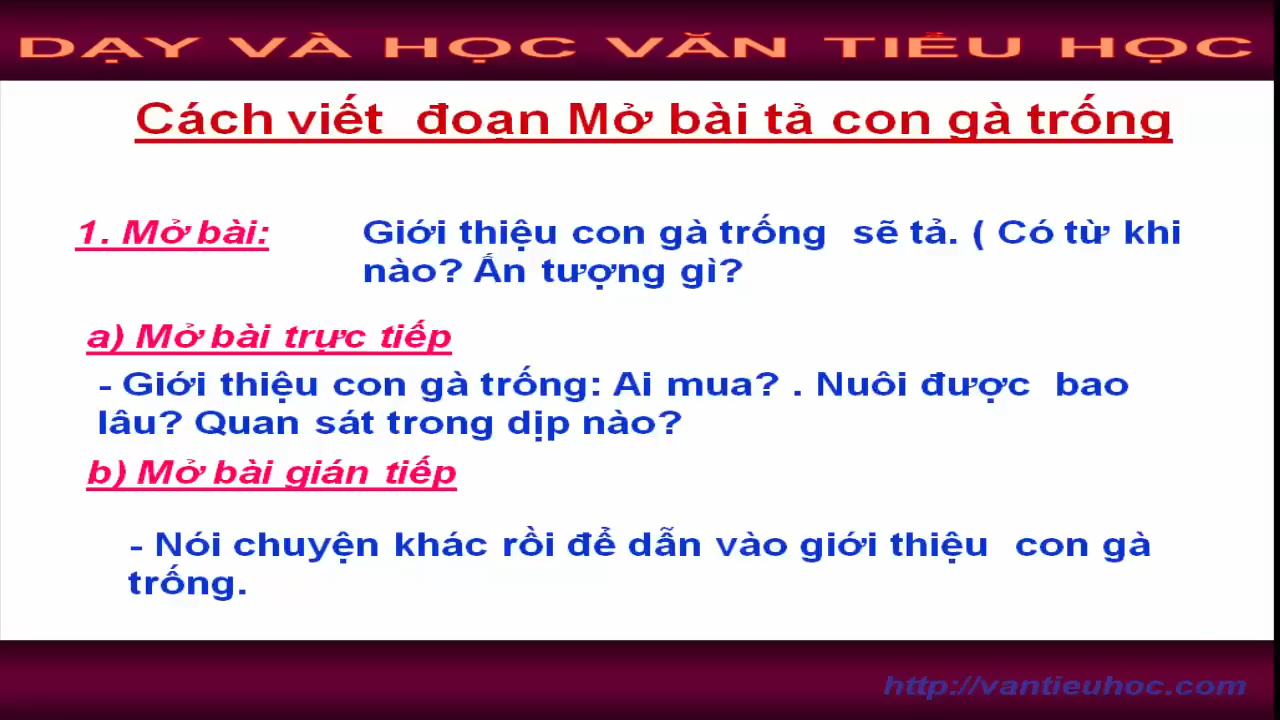 DẠY VÀ HỌC VĂN TIỂU HỌC
Cách viết đoạn Mở bài tả con gà trống
1. Mở bài: Giới thiệu con gà trống sẽ tả. ( Có từ khi
nào? Ấn tượng gì?
a) Mở bài trực tiếp
- Giới thiệu con gà trống: Ai mua? . Nuôi được bao
lâu? Quan sát trong dịp nào?
b) Mở bài gián tiếp
- Nói chuyện khác rồi để dẫn vào giới thiệu con gà
trống.
http://vantieuhoc.com